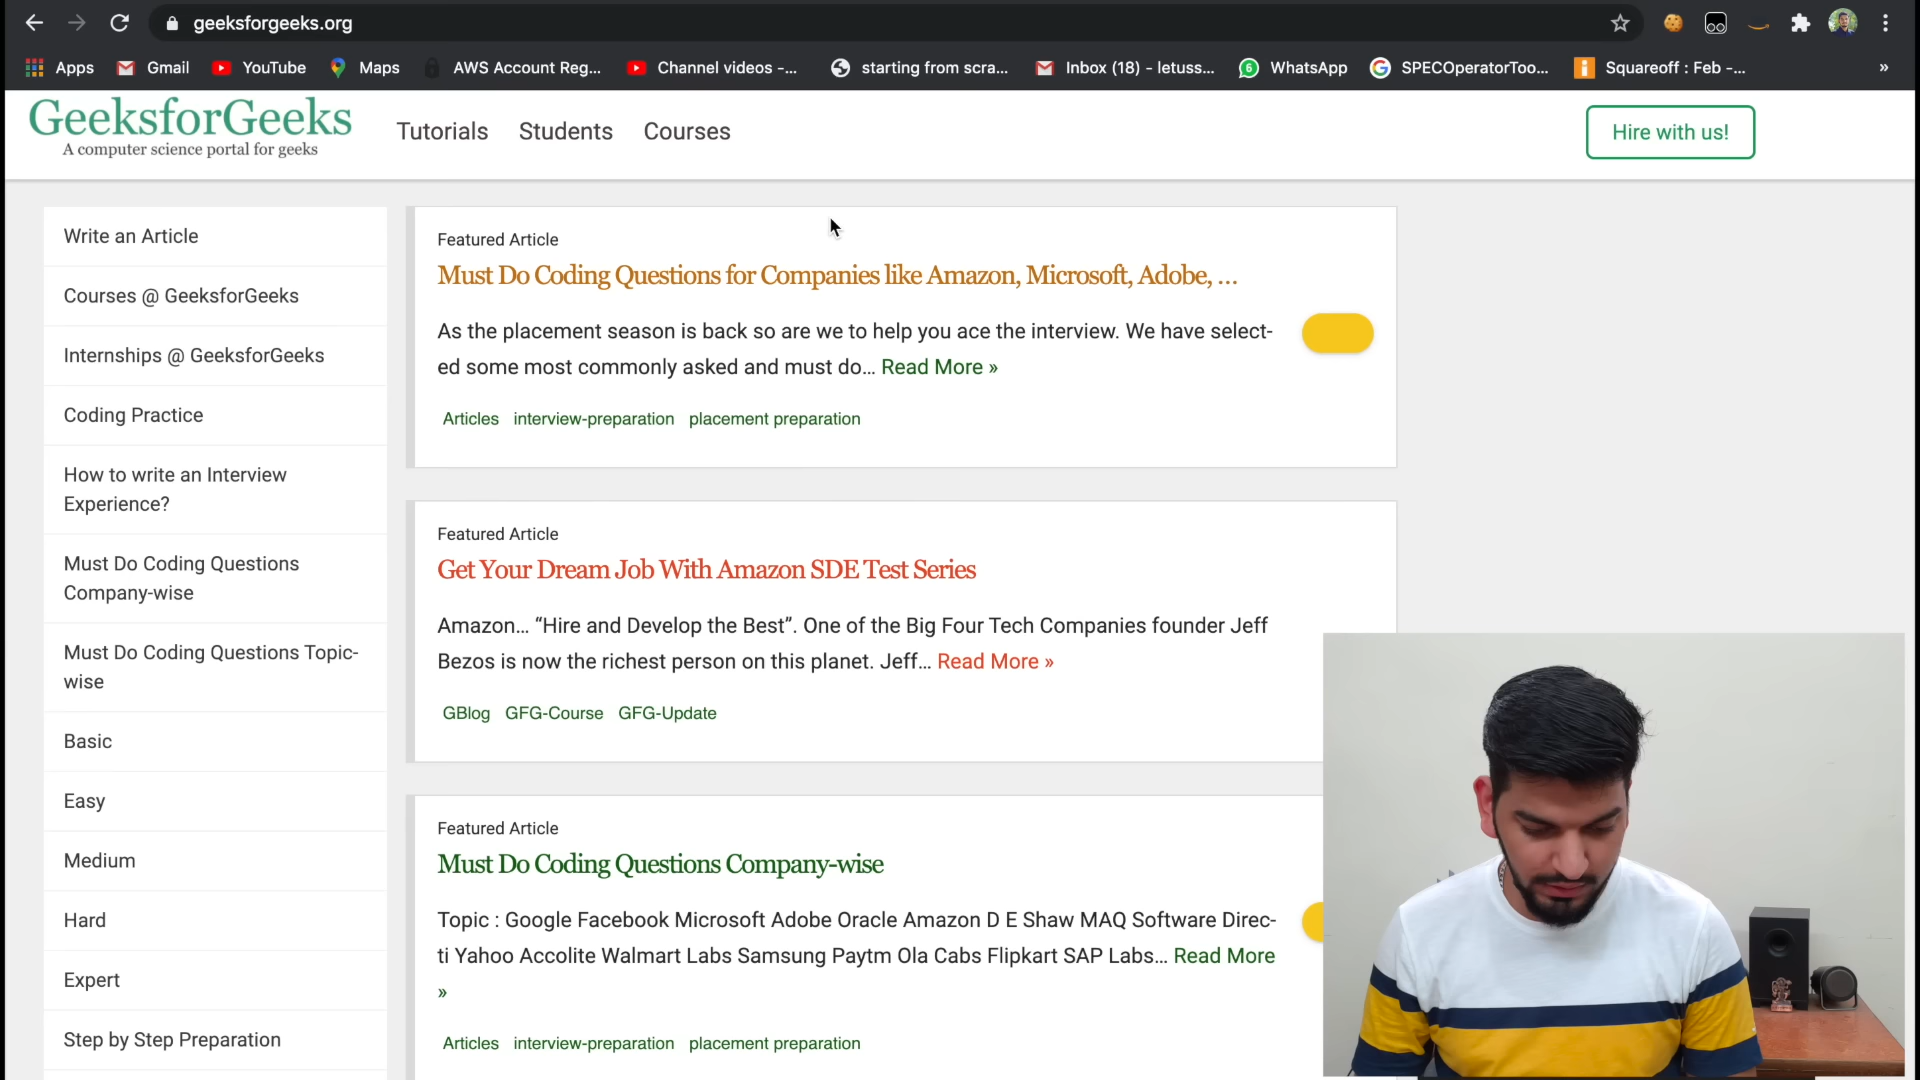 geeksforgeeks.org
Apps Gmail YouTube Maps AWS Account Reg... Channel videos -... starting from scra... Inbox (18) - letuss... 6 WhatsApp SPECOperatorToo... Squareoff : Feb -... »
GeeksforGeeks
A computer science portal for geeks
Tutorials Students Courses
Hire with us!
Write an Article
Courses @ GeeksforGeeks
Internships @ GeeksforGeeks
Coding Practice
How to write an Interview
Experience?
Must Do Coding Questions
Company-wise
Must Do Coding Questions Topic-
wise
Basic
Easy
Medium
Hard
Expert
Step by Step Preparation
Featured Article
Must Do Coding Questions for Companies like Amazon, Microsoft, Adobe, ...
As the placement season is back so are we to help you ace the interview. We have select-
ed some most commonly asked and must do... Read More »
Articles interview-preparation placement preparation
Featured Article
Get Your Dream Job With Amazon SDE Test Series
Amazon... “Hire and Develop the Best”. One of the Big Four Tech Companies founder Jeff
Bezos is now the richest person on this planet. Jeff... Read More »
GBlog GFG-Course GFG-Update
Featured Article
Must Do Coding Questions Company-wise
Topic : Google Facebook Microsoft Adobe Oracle Amazon D E Shaw MAQ Software Direc-
ti Yahoo Accolite Walmart Labs Samsung Paytm Ola Cabs Flipkart SAP Labs... Read More
»
Articles interview-preparation placement preparation